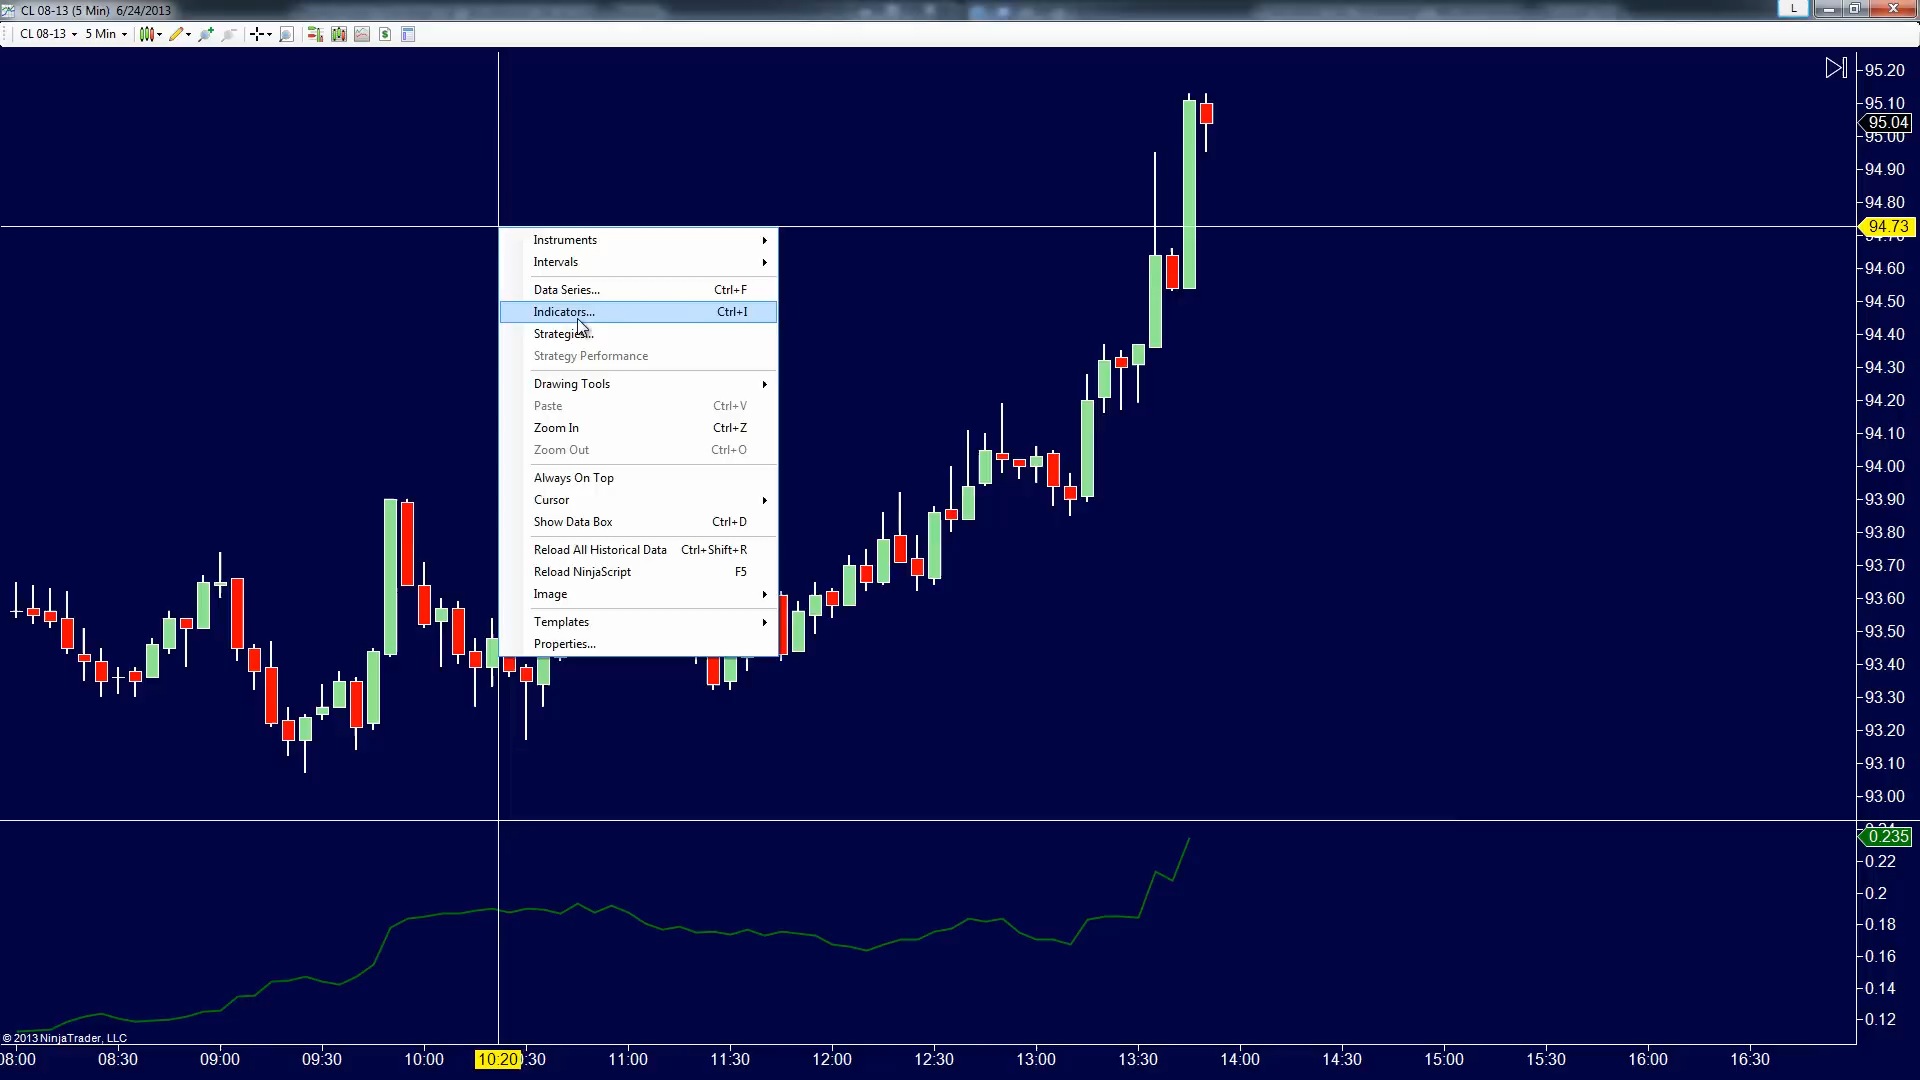 CL 08-13 (5 Min) 6/24/2013
L
CL 08-13 5 Min
95.20
95.10
95.04
95.00
94.90
94.80
94.73
94.70
94.60
94.50
94.40
94.30
94.20
94.10
94.00
93.90
93.80
93.70
93.60
93.50
93.40
93.30
93.20
93.10
93.00
Instruments
Intervals
Data Series... Ctrl+F
Indicators... Ctrl+I
Strategies...
Strategy Performance
Drawing Tools
Paste Ctrl+V
Zoom In Ctrl+Z
Zoom Out Ctrl+O
Always On Top
Cursor
Show Data Box Ctrl+D
Reload All Historical Data Ctrl+Shift+R
Reload NinjaScript F5
Image
Templates
Properties...
0.24
0.235
0.22
0.2
0.18
0.16
0.14
0.12
© 2013 NinjaTrader, LLC
08:00 08:30 09:00 09:30 10:00 10:20 :30 11:00 11:30 12:00 12:30 13:00 13:30 14:00 14:30 15:00 15:30 16:00 16:30